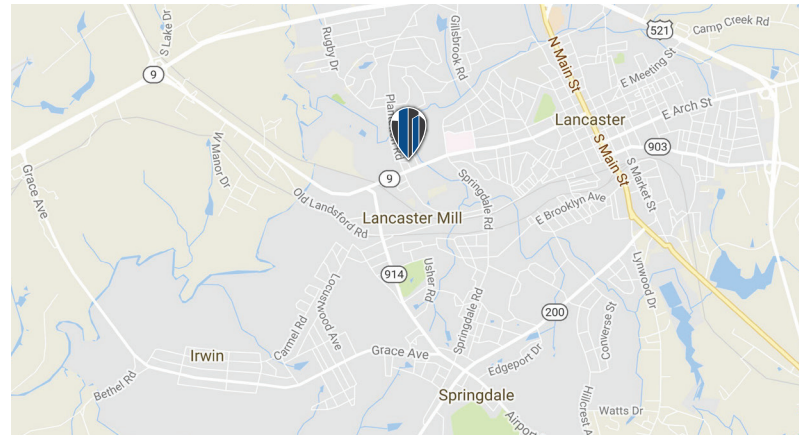 S Lake Dr
Rugby Dr
Gillsbrook Rd
N Main St
521
Camp Creek Rd
9
E Meeting St
E Arch St
Lancaster
903
W Manor Dr
9
S Main St
S Market St
Grace Ave
Old Landsford Rd
Springdale Rd
E Brooklyn Ave
Lancaster Mill
914
Usher Rd
Lynwood Dr
Locustwood Ave
Carmel Rd
Springdale Rd
200
Converse St
Irwin
Grace Ave
Edgeport Dr
Bethel Rd
Springdale
Airport
Hillcrest A
Watts Dr